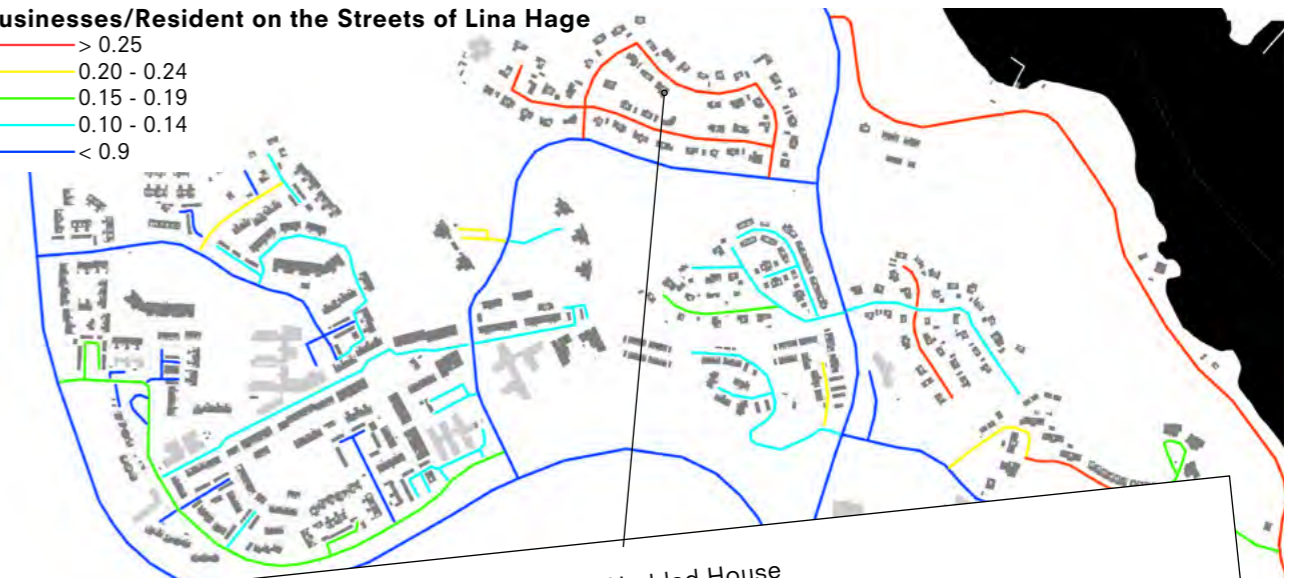 usinesses/Resident on the Streets of Lina Hage
> 0.25
0.20 - 0.24
0.15 - 0.19
0.10 - 0.14
< 0.9
House